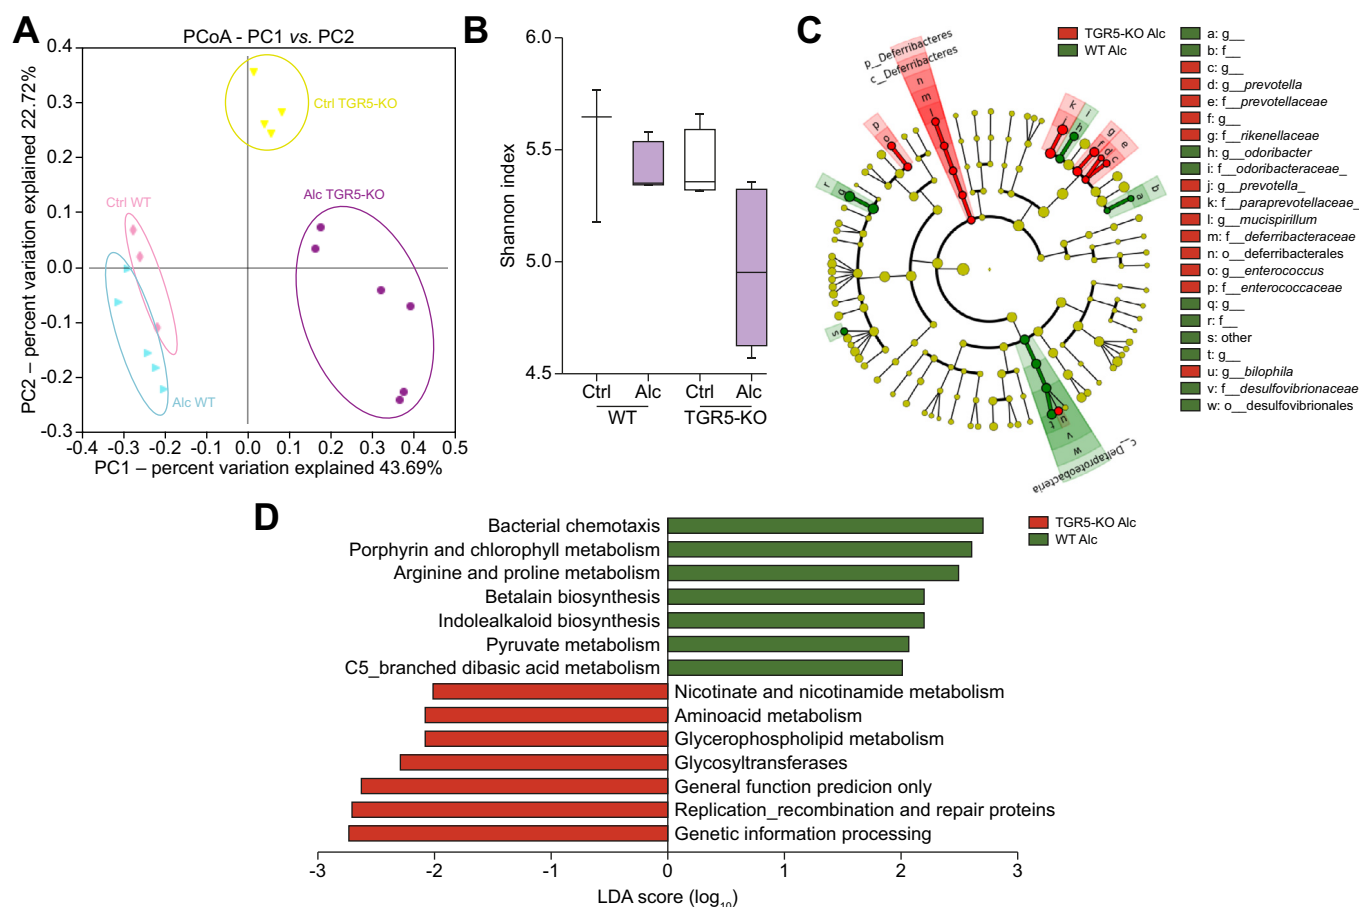 A
PCoA - PC1 vs. PC2
0.4
0.3
0.2
0.1
0.0
-0.1
-0.2
-0.3
PC2 – percent variation explained 22.72%
Ctrl TGR5-KO
Alc TGR5-KO
Ctrl WT
Alc WT
-0.4 -0.3 -0.2 -0.1 0.0 0.1 0.2 0.3 0.4 0.5
PC1 – percent variation explained 43.69%
B
6.0
5.5
5.0
4.5
Shannon index
Ctrl Alc Ctrl Alc
WT TGR5-KO
C
TGR5-KO Alc
WT Alc
p__Deferribacteres
c__Deferribacteres
n
m
l
k
j
i
h
g
f
e
d
c
b
a
p
o
r
q
s
u
t
v
w
c__Deltaproteobacteria
a: g__
b: f__
c: g__
d: g__prevotella
e: f__prevotellaceae
f: g__
g: f__rikenellaceae
h: g__odoribacter
i: f__odoribacteraceae_
j: g__prevotella_
k: f__paraprevotellaceae_
l: g__mucispirillum
m: f__deferribacteraceae
n: o__deferribacterales
o: g__enterococcus
p: f__enterococcaceae
q: g__
r: f__
s: other
t: g__
u: g__bilophila
v: f__desulfovibrionaceae
w: o__desulfovibrionales
D
TGR5-KO Alc
WT Alc
Bacterial chemotaxis
Porphyrin and chlorophyll metabolism
Arginine and proline metabolism
Betalain biosynthesis
Indolealkaloid biosynthesis
Pyruvate metabolism
C5_branched dibasic acid metabolism
Nicotinate and nicotinamide metabolism
Aminoacid metabolism
Glycerophospholipid metabolism
Glycosyltransferases
General function predicion only
Replication_recombination and repair proteins
Genetic information processing
-3 -2 -1 0 1 2 3
LDA score (log10)